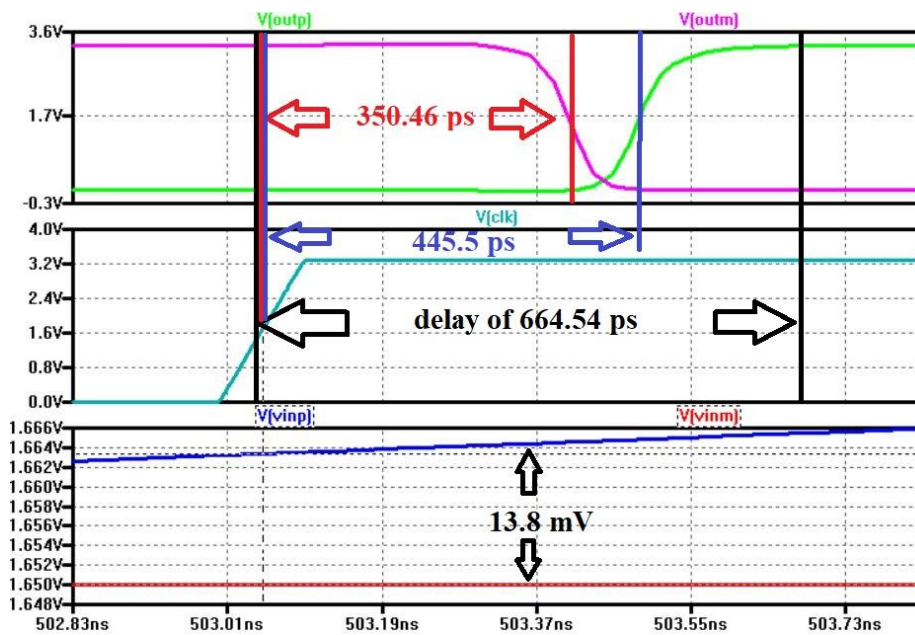 V(outp) V(outm)
3.6V
350.46 ps
1.7V
-0.3V
V(clk)
4.0V
445.5 ps
3.2V
2.4V
delay of 664.54 ps
1.6V
0.8V
0.0V
V(vinp) V(vinm)
1.666V
1.664V
1.662V
1.660V
1.658V
13.8 mV
1.656V
1.654V
1.652V
1.650V
1.648V
502.83ns 503.01ns 503.19ns 503.37ns 503.55ns 503.73ns